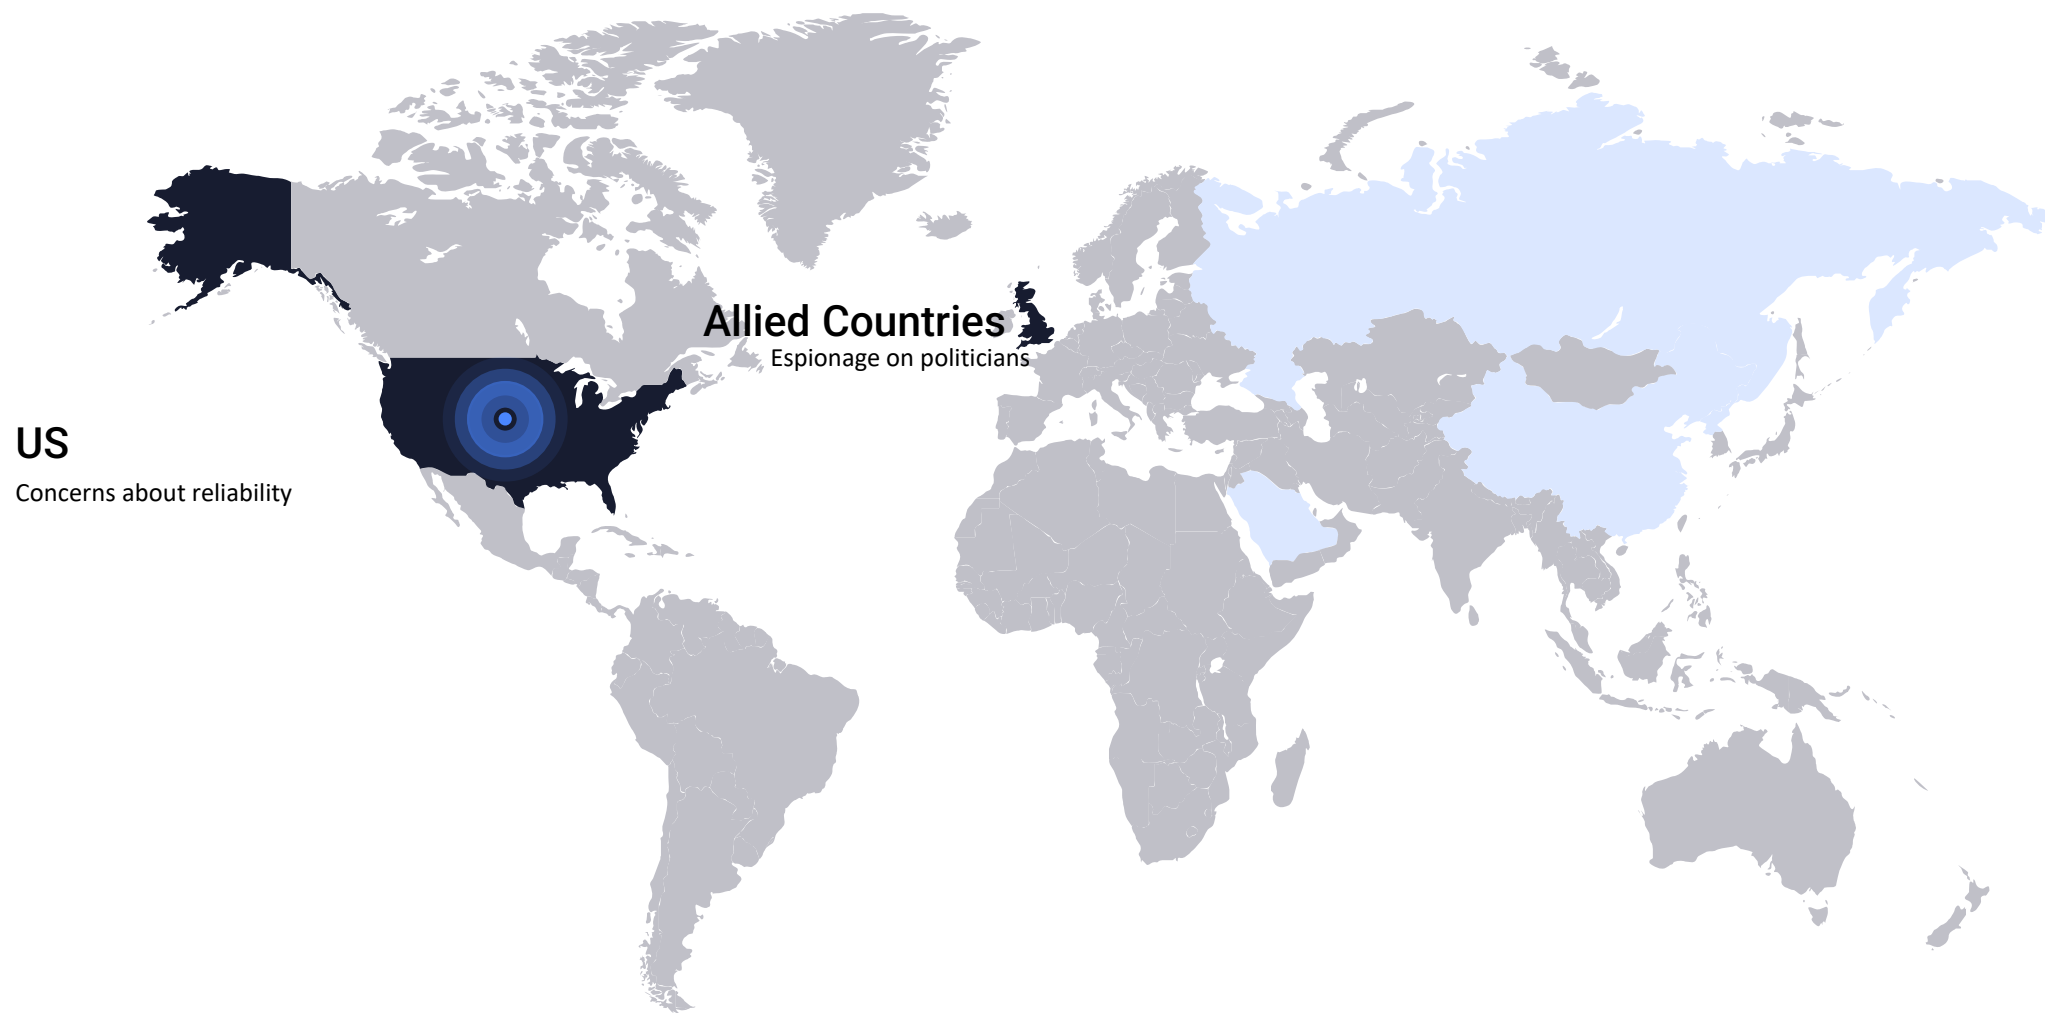 Allied Countries
Espionage on politicians
US
Concerns about reliability